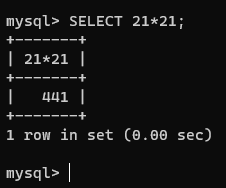 mysql> SELECT 21*21;
+-------+
| 21*21 |
+-------+
|   441 |
+-------+
1 row in set (0.00 sec)
mysql>